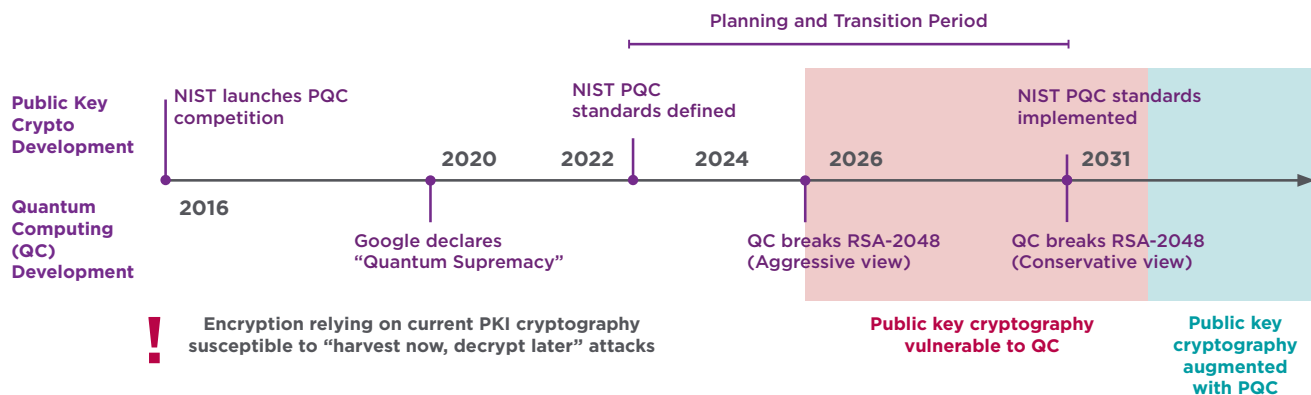 Planning and Transition Period
Public Key
Crypto
Development
NIST launches PQC
competition
NIST PQC
standards defined
NIST PQC standards
implemented
2020
2022
2024
2026
2031
2016
Quantum
Computing
(QC)
Development
Google declares
“Quantum Supremacy”
QC breaks RSA-2048
(Aggressive view)
QC breaks RSA-2048
(Conservative view)
!
Encryption relying on current PKI cryptography
susceptible to “harvest now, decrypt later” attacks
Public key cryptography
vulnerable to QC
Public key
cryptography
augmented
with PQC